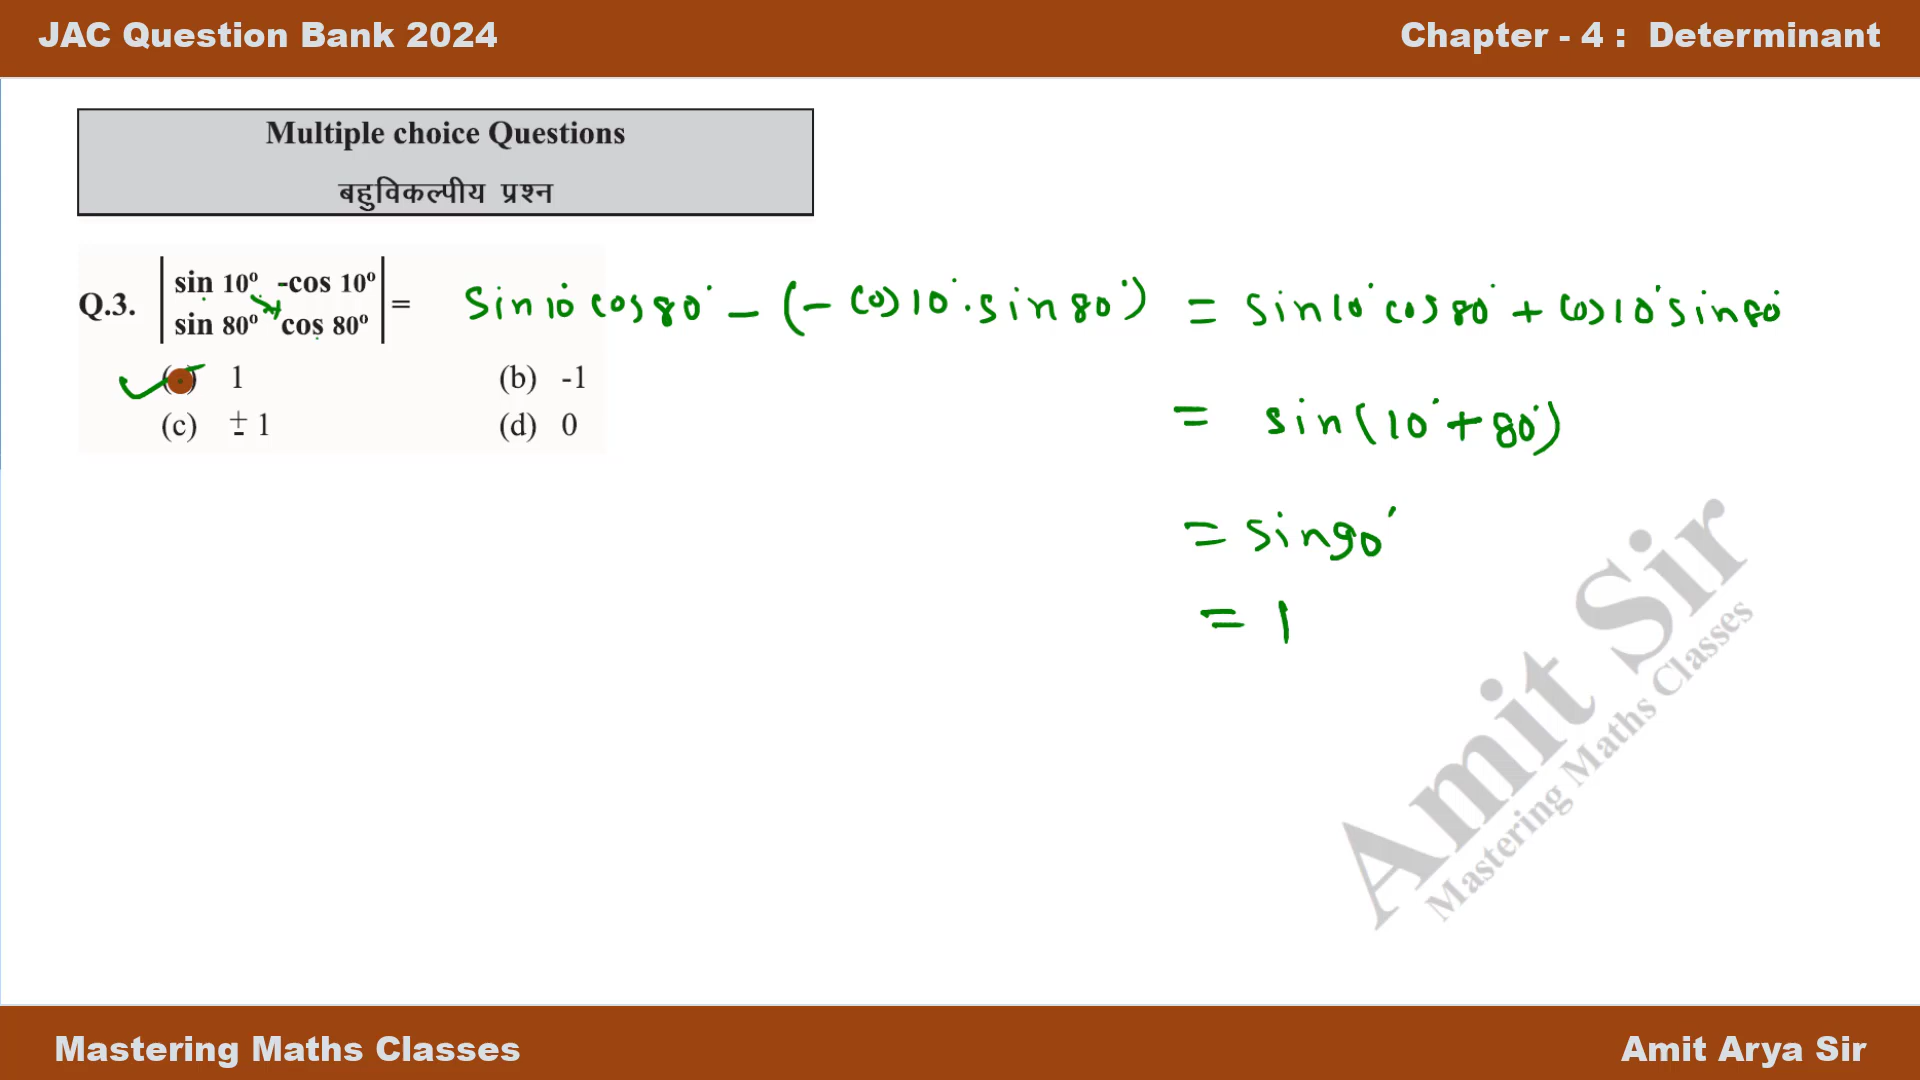 JAC Question Bank 2024
Chapter - 4 : Determinant
Multiple choice Questions
बहुविकल्पीय प्रश्न
Q.3. | sin 10° -cos 10° |
| sin 80° cos 80° | = sin 10° cos 80° - (- cos 10° . sin 80°) = sin 10° cos 80° + cos 10° sin 80°
(a) 1 (b) -1
(c) ± 1 (d) 0
= sin(10° + 80°)
= sin 90°
= 1
Amit Sir
Mastering Maths Classes
Mastering Maths Classes
Amit Arya Sir